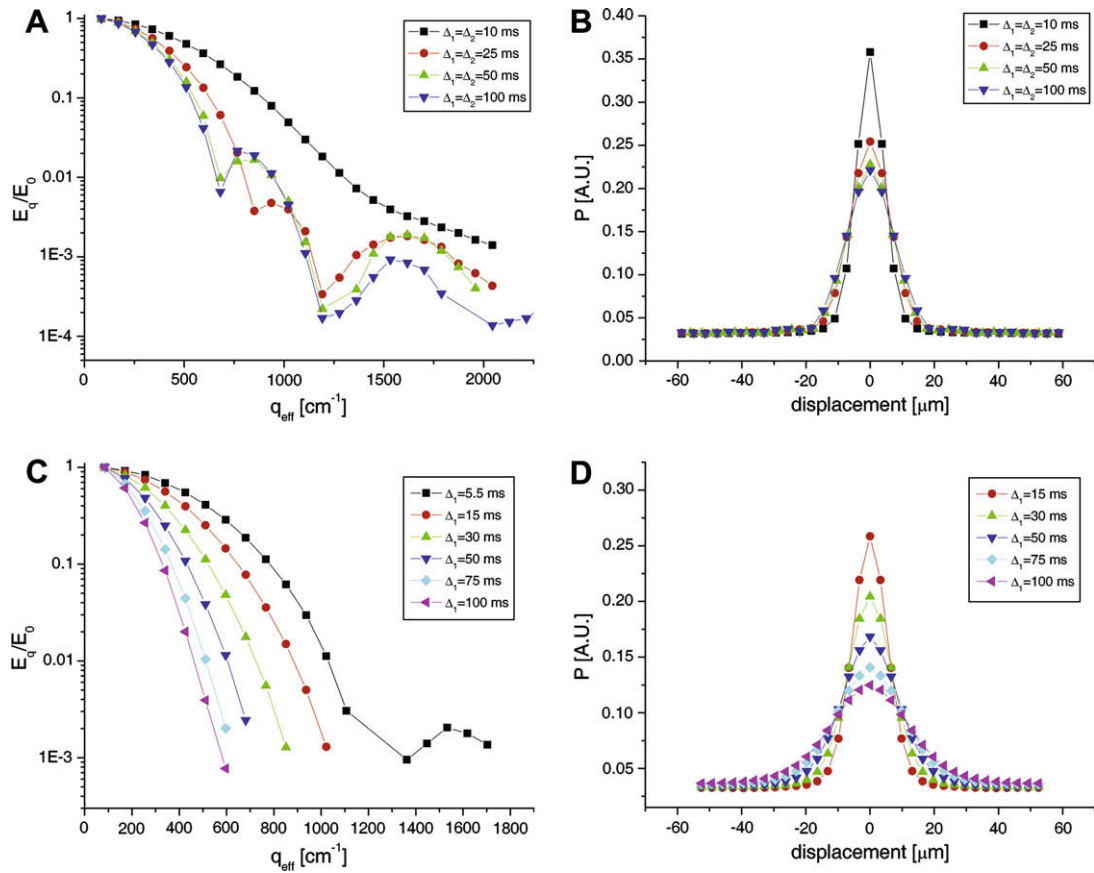 A
E_q/E_0
1
0.1
0.01
1E-3
1E-4
0
500
1000
1500
2000
q_eff [cm⁻¹]
Δ₁=Δ₂=10 ms
Δ₁=Δ₂=25 ms
Δ₁=Δ₂=50 ms
Δ₁=Δ₂=100 ms
B
P [A.U.]
0.40
0.35
0.30
0.25
0.20
0.15
0.10
0.05
0.00
-60
-40
-20
0
20
40
60
displacement [μm]
Δ₁=Δ₂=10 ms
Δ₁=Δ₂=25 ms
Δ₁=Δ₂=50 ms
Δ₁=Δ₂=100 ms
C
E_q/E_0
1
0.1
0.01
1E-3
0
200
400
600
800
1000
1200
1400
1600
1800
q_eff [cm⁻¹]
Δ₁=5.5 ms
Δ₁=15 ms
Δ₁=30 ms
Δ₁=50 ms
Δ₁=75 ms
Δ₁=100 ms
D
P [A.U.]
0.30
0.25
0.20
0.15
0.10
0.05
-60
-40
-20
0
20
40
60
displacement [μm]
Δ₁=15 ms
Δ₁=30 ms
Δ₁=50 ms
Δ₁=75 ms
Δ₁=100 ms